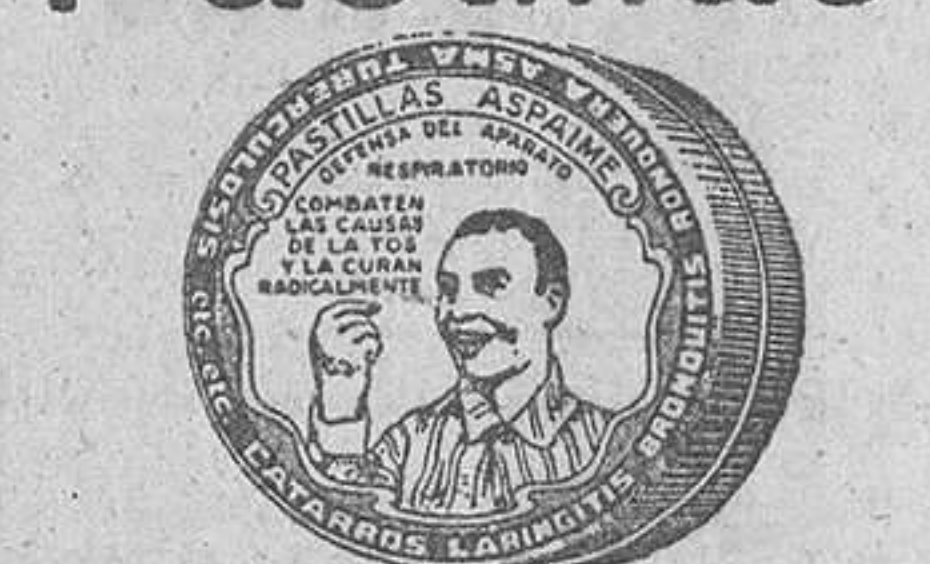 PASTILLAS ASPAIME
DEFENSA DEL APARATO
RESPIRATORIO
COMBATEN
LAS CAUSAS
DE LA TOS
Y LA CURAN
RADICALMENTE
CATARROS LARINGITIS BRONQUITIS RONQUERA ASMA TUBERCULOSIS etc-etc